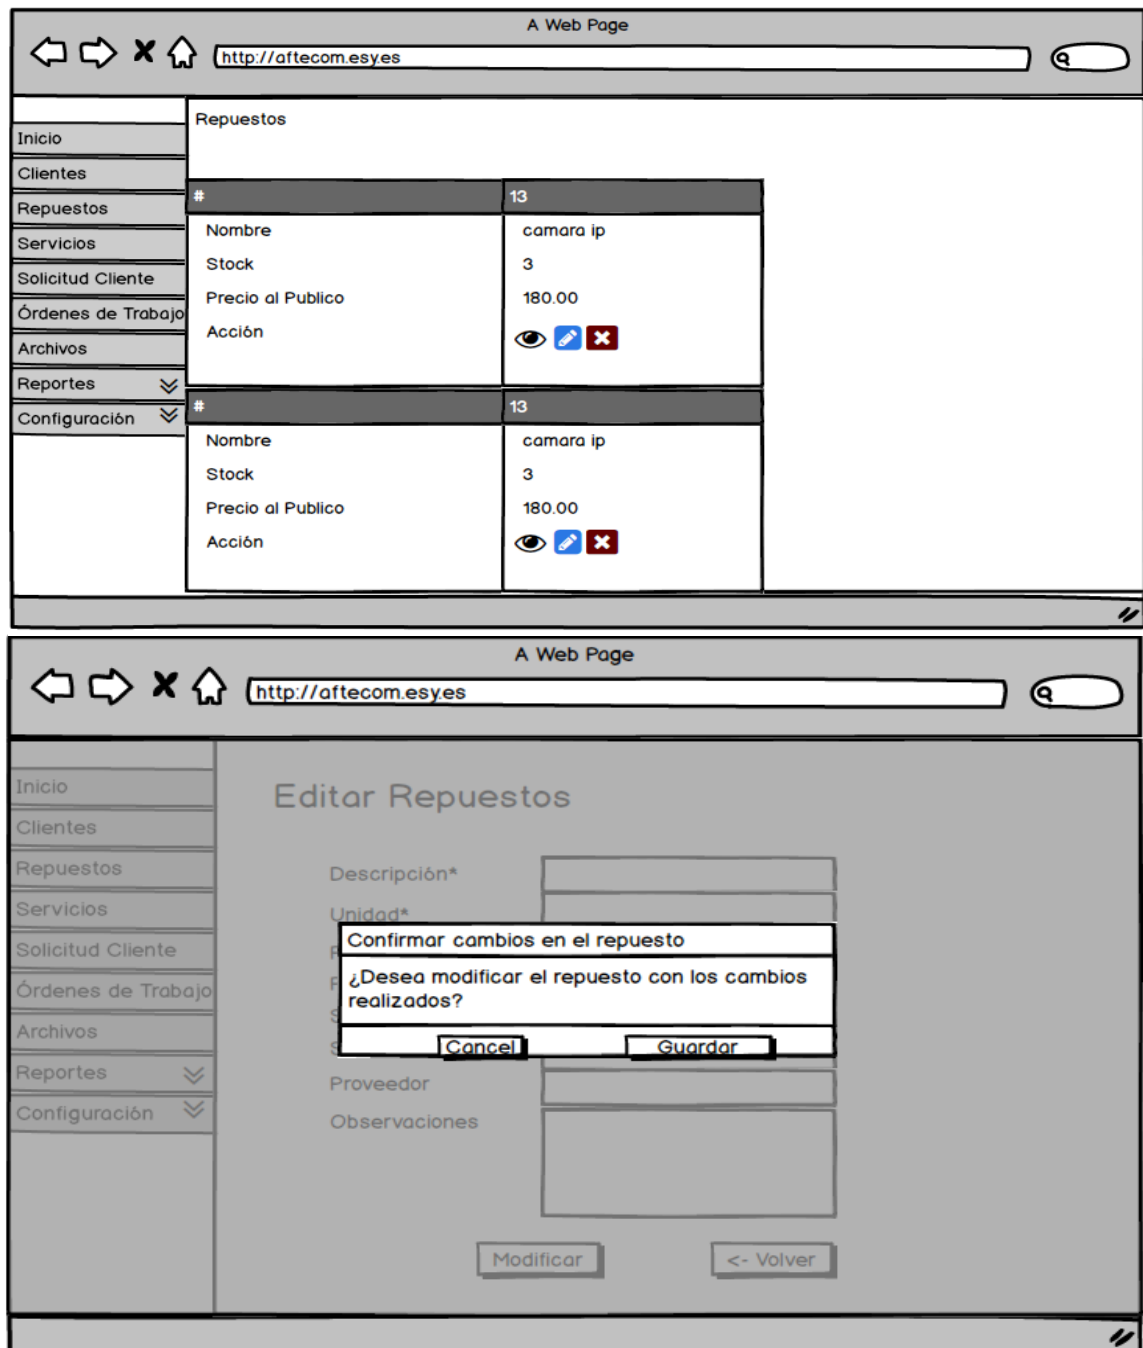 A Web Page
http://aftecom.esy.es
Repuestos
Inicio
Clientes
Repuestos
Servicios
Solicitud Cliente
Órdenes de Trabajo
Archivos
Reportes
Configuración
# 13
Nombre camara ip
Stock 3
Precio al Publico 180.00
Acción
# 13
Nombre camara ip
Stock 3
Precio al Publico 180.00
Acción
A Web Page
http://aftecom.esy.es
Inicio
Clientes
Repuestos
Servicios
Solicitud Cliente
Órdenes de Trabajo
Archivos
Reportes
Configuración
Editar Repuestos
Descripción*
Unidad*
Confirmar cambios en el repuesto
¿Desea modificar el repuesto con los cambios
realizados?
Cancel Guardar
Proveedor
Observaciones
Modificar <- Volver